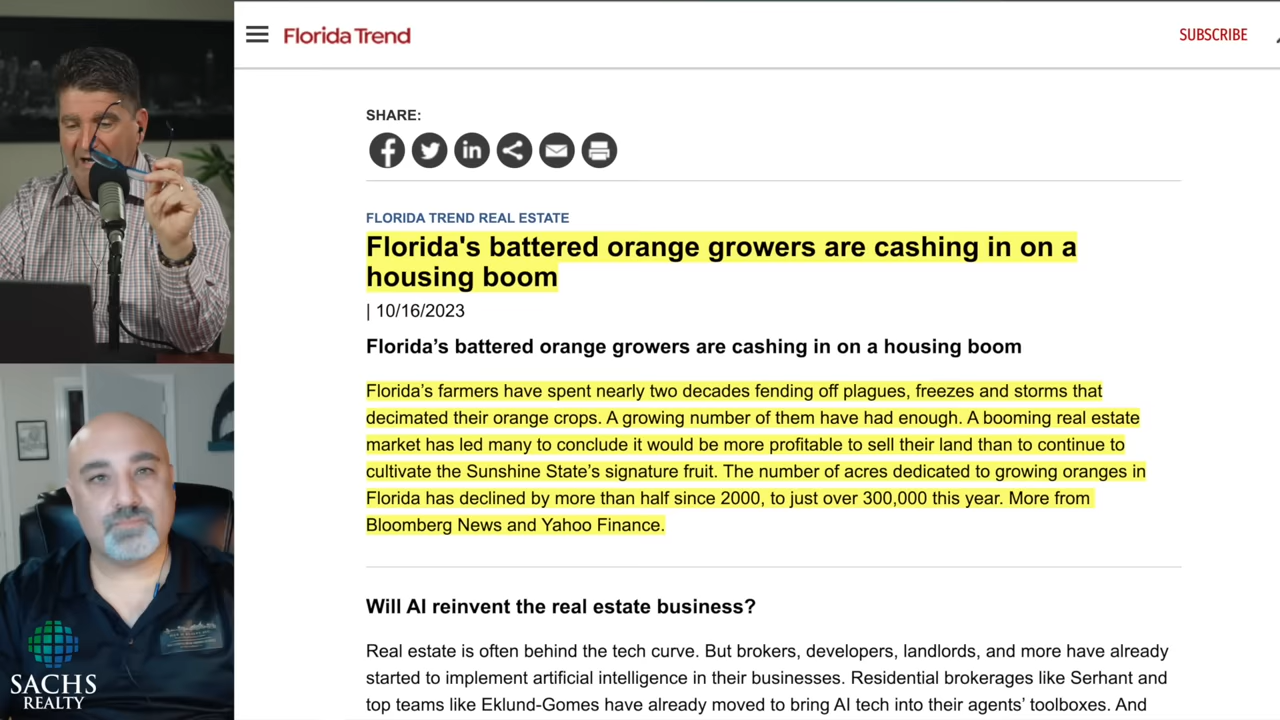 Florida Trend
SUBSCRIBE
SHARE:
FLORIDA TREND REAL ESTATE
Florida's battered orange growers are cashing in on a
housing boom
| 10/16/2023
Florida’s battered orange growers are cashing in on a housing boom
Florida’s farmers have spent nearly two decades fending off plagues, freezes and storms that
decimated their orange crops. A growing number of them have had enough. A booming real estate
market has led many to conclude it would be more profitable to sell their land than to continue to
cultivate the Sunshine State’s signature fruit. The number of acres dedicated to growing oranges in
Florida has declined by more than half since 2000, to just over 300,000 this year. More from
Bloomberg News and Yahoo Finance.
Will AI reinvent the real estate business?
Real estate is often behind the tech curve. But brokers, developers, landlords, and more have already
started to implement artificial intelligence in their businesses. Residential brokerages like Serhant and
top teams like Eklund-Gomes have already moved to bring AI tech into their agents’ toolboxes. And
SACHS
REALTY